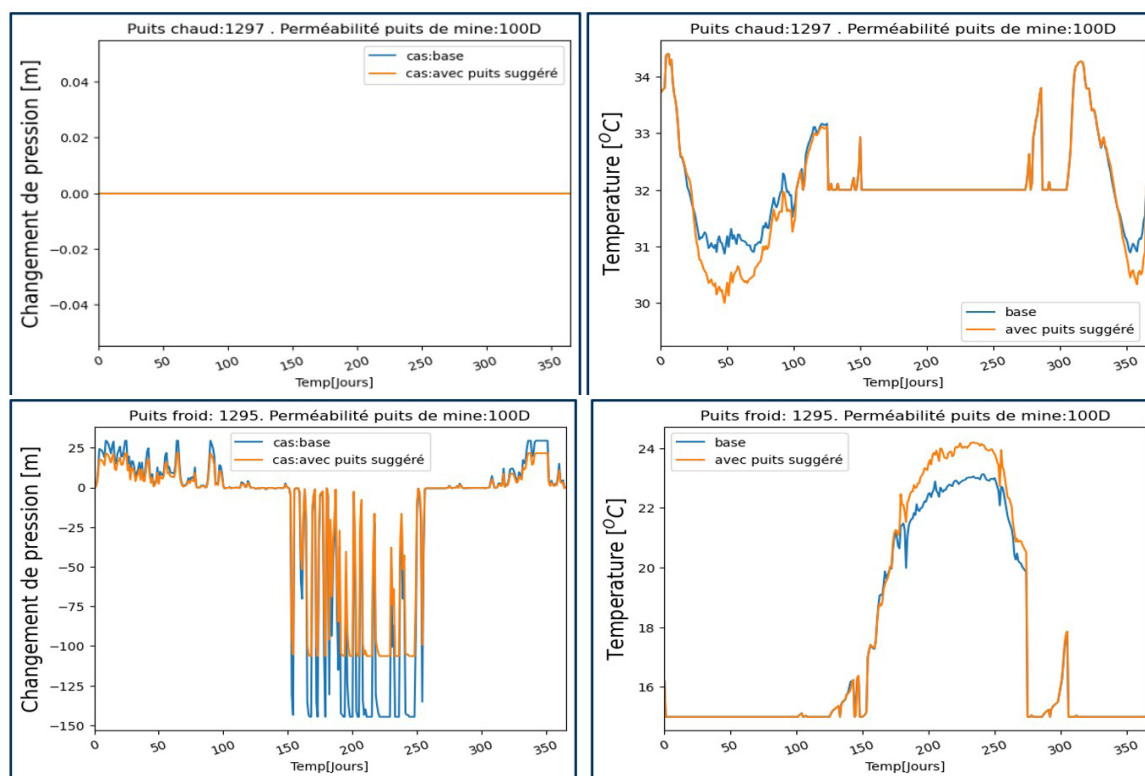 Puits chaud:1297 . Perméabilité puits de mine:100D
cas:base
cas:avec puits suggéré
Changement de pression [m]
0.04
0.02
0.00
−0.02
−0.04
0
50
100
150
200
250
300
350
Temp[Jours]
Puits chaud:1297 . Perméabilité puits de mine:100D
base
avec puits suggéré
Temperature [°C]
34
33
32
31
30
0
50
100
150
200
250
300
350
Temp[Jours]
Puits froid: 1295. Perméabilité puits de mine:100D
cas:base
cas:avec puits suggéré
Changement de pression [m]
25
0
−25
−50
−75
−100
−125
−150
0
50
100
150
200
250
300
350
Temp[Jours]
Puits froid: 1295. Perméabilité puits de mine:100D
base
avec puits suggéré
Temperature [°C]
24
22
20
18
16
0
50
100
150
200
250
300
350
Temp[Jours]